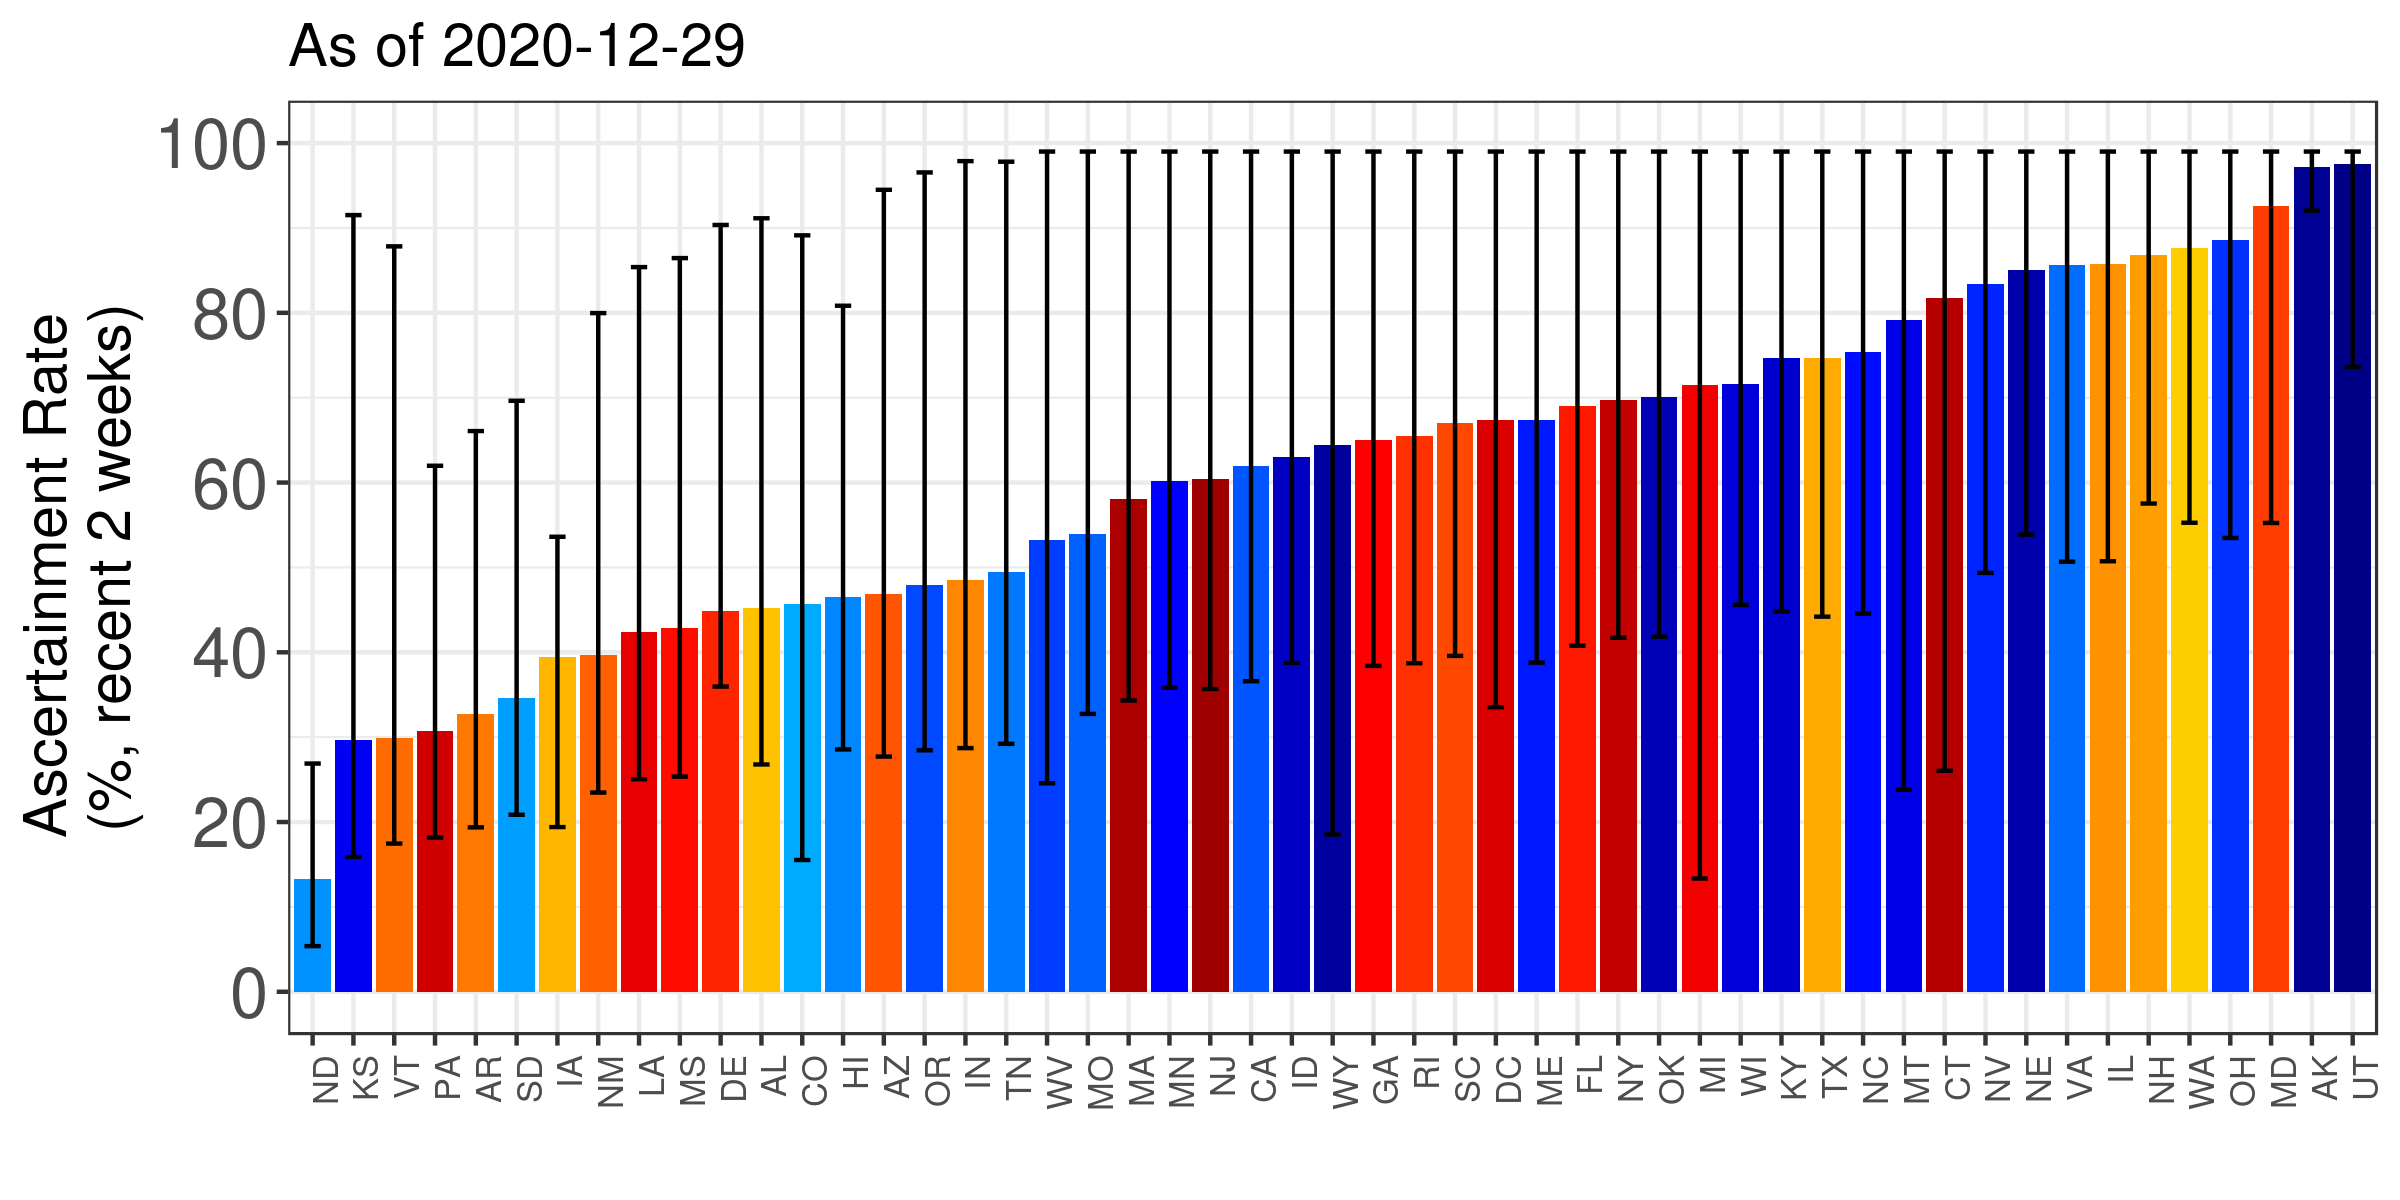 As of 2020-12-29
Ascertainment Rate
(%, recent 2 weeks)
100
80
60
40
20
0
ND KS VT PA AR SD IA NM LA MS DE AL CO HI AZ OR IN TN WV MO MA MN NJ CA ID WY GA RI SC DC ME FL NY OK MI WI KY TX NC MT CT NV NE VA IL NH WA OH MD AK UT